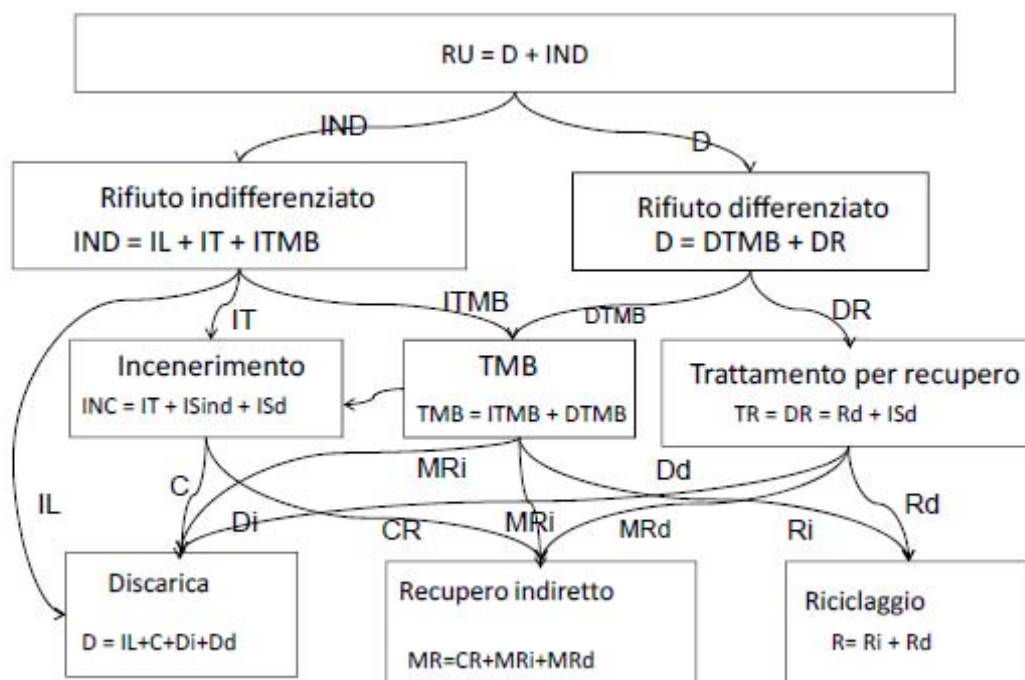 RU = D + IND
IND
D
Rifiuto indifferenziato
IND = IL + IT + ITMB
Rifiuto differenziato
D = DTMB + DR
IT
ITMB
DTMB
DR
Incenerimento
INC = IT + ISind + ISd
TMB
TMB = ITMB + DTMB
Trattamento per recupero
TR = DR = Rd + ISd
IL
C
MRi
Dd
Di
CR
MRi
MRd
Ri
Rd
Discarica
D = IL+C+Di+Dd
Recupero indiretto
MR=CR+MRi+MRd
Riciclaggio
R= Ri + Rd